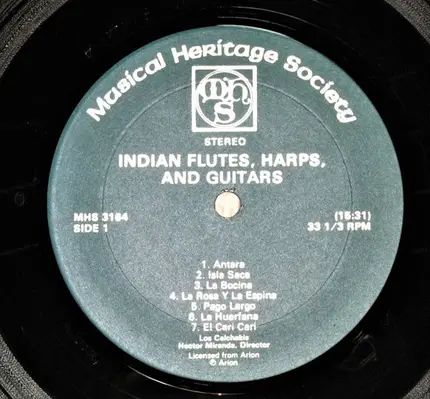 Musical Heritage Society
mhs
STEREO
INDIAN FLUTES, HARPS,
AND GUITARS
MHS 3164 (15:31)
SIDE 1 33 1/3 RPM
1. Antara
2. Isla Saca
3. La Bocina
4. La Rosa Y La Espina
5. Pago Largo
6. La Huerfana
7. El Cari Cari
Los Calchakis
Hector Miranda, Director
Licensed from Arion
℗ Arion